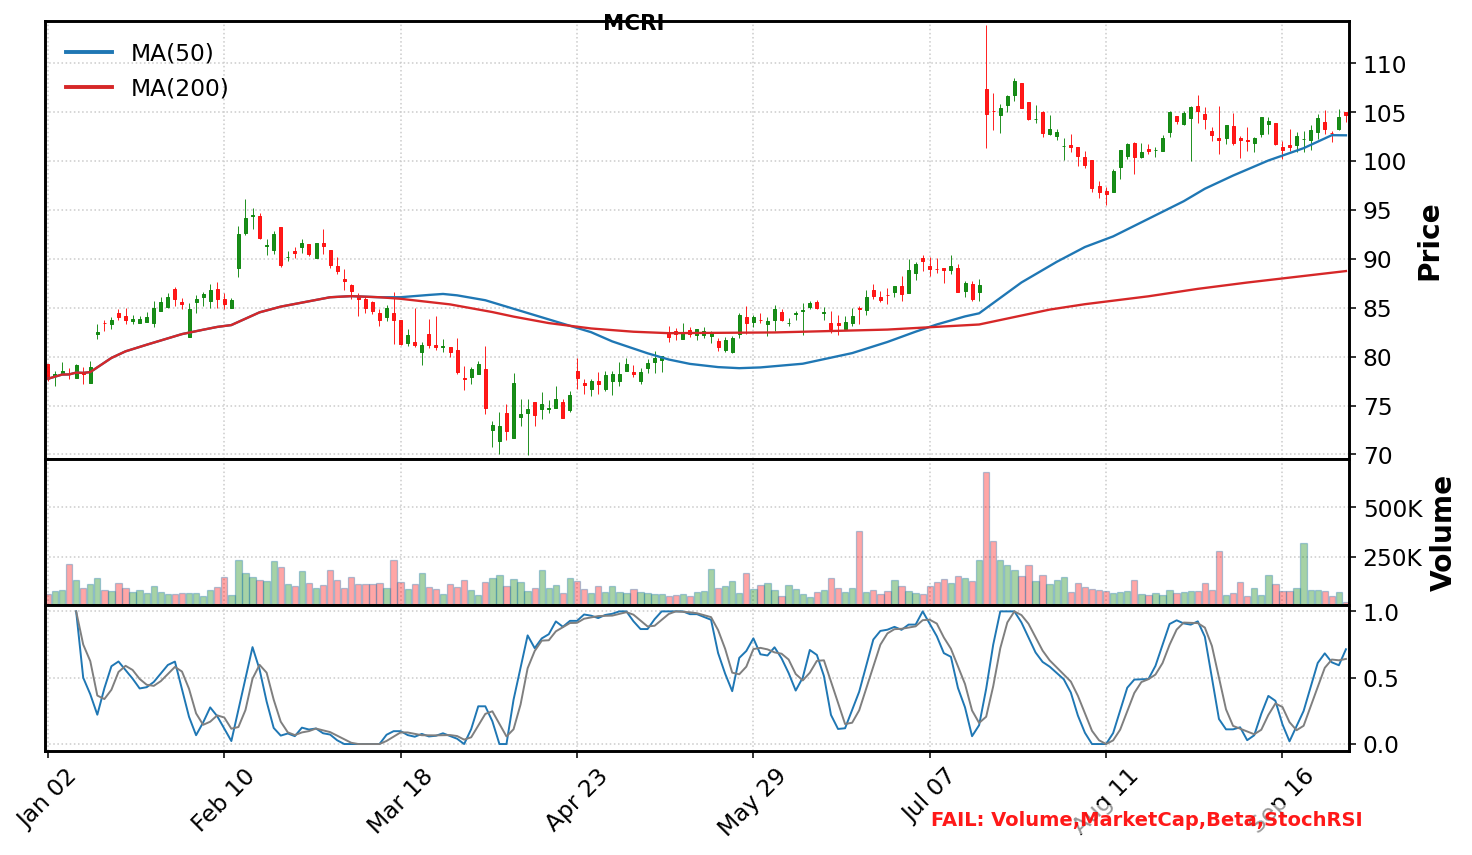 MCRI
MA(50)
MA(200)
110
105
100
95
90
85
80
75
70
Price
500K
250K
Volume
1.0
0.5
0.0
Jan 02
Feb 10
Mar 18
Apr 23
May 29
Jul 07
Aug 11
Sep 16
FAIL: Volume,MarketCap,Beta,StochRSI